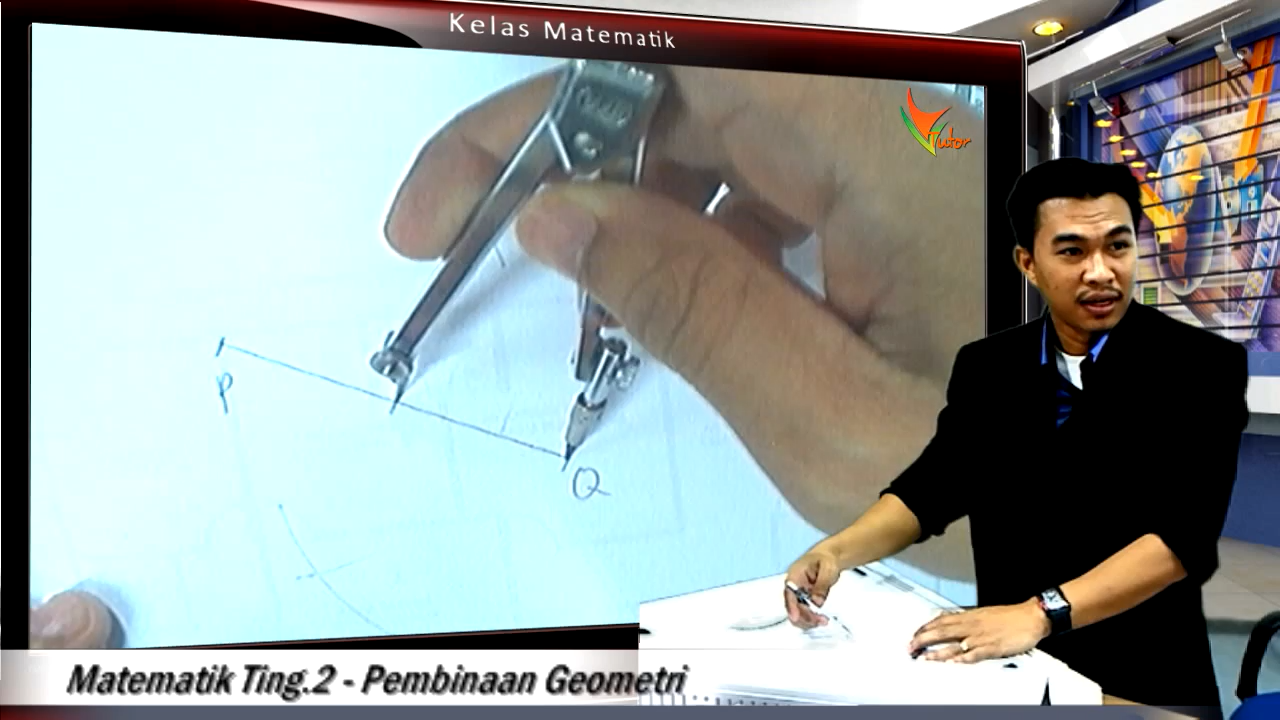 Kelas Matematik
Tutor
P
Q
Matematik Ting.2 - Pembinaan Geometri